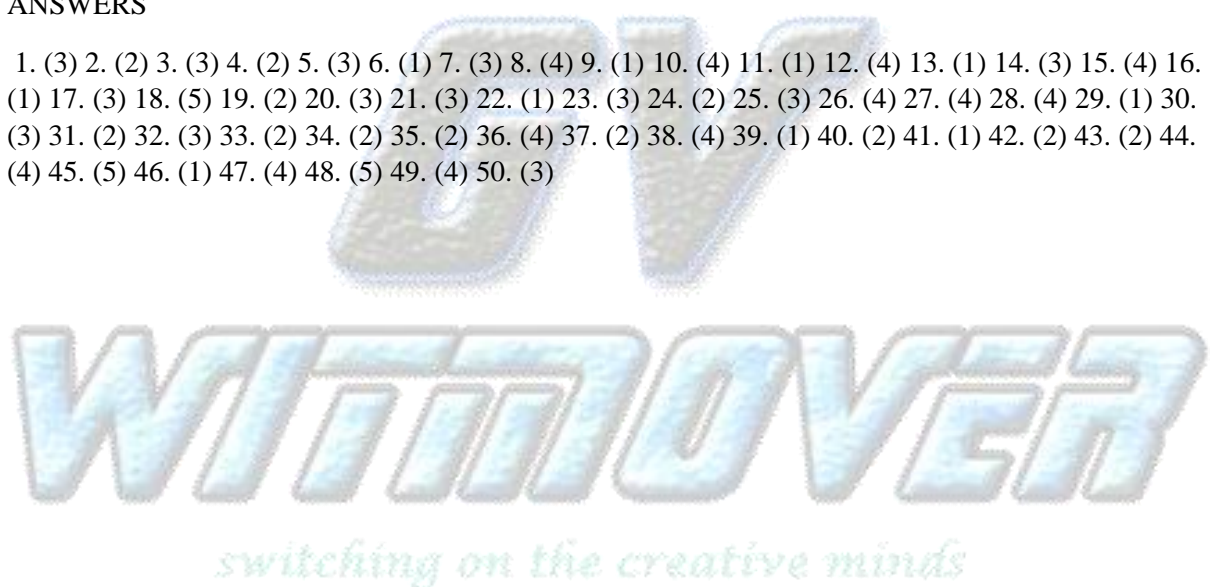 ANSWERS
1. (3) 2. (2) 3. (3) 4. (2) 5. (3) 6. (1) 7. (3) 8. (4) 9. (1) 10. (4) 11. (1) 12. (4) 13. (1) 14. (3) 15. (4) 16.
(1) 17. (3) 18. (5) 19. (2) 20. (3) 21. (3) 22. (1) 23. (3) 24. (2) 25. (3) 26. (4) 27. (4) 28. (4) 29. (1) 30.
(3) 31. (2) 32. (3) 33. (2) 34. (2) 35. (2) 36. (4) 37. (2) 38. (4) 39. (1) 40. (2) 41. (1) 42. (2) 43. (2) 44.
(4) 45. (5) 46. (1) 47. (4) 48. (5) 49. (4) 50. (3)
GV
WITMOVER
switching on the creative minds